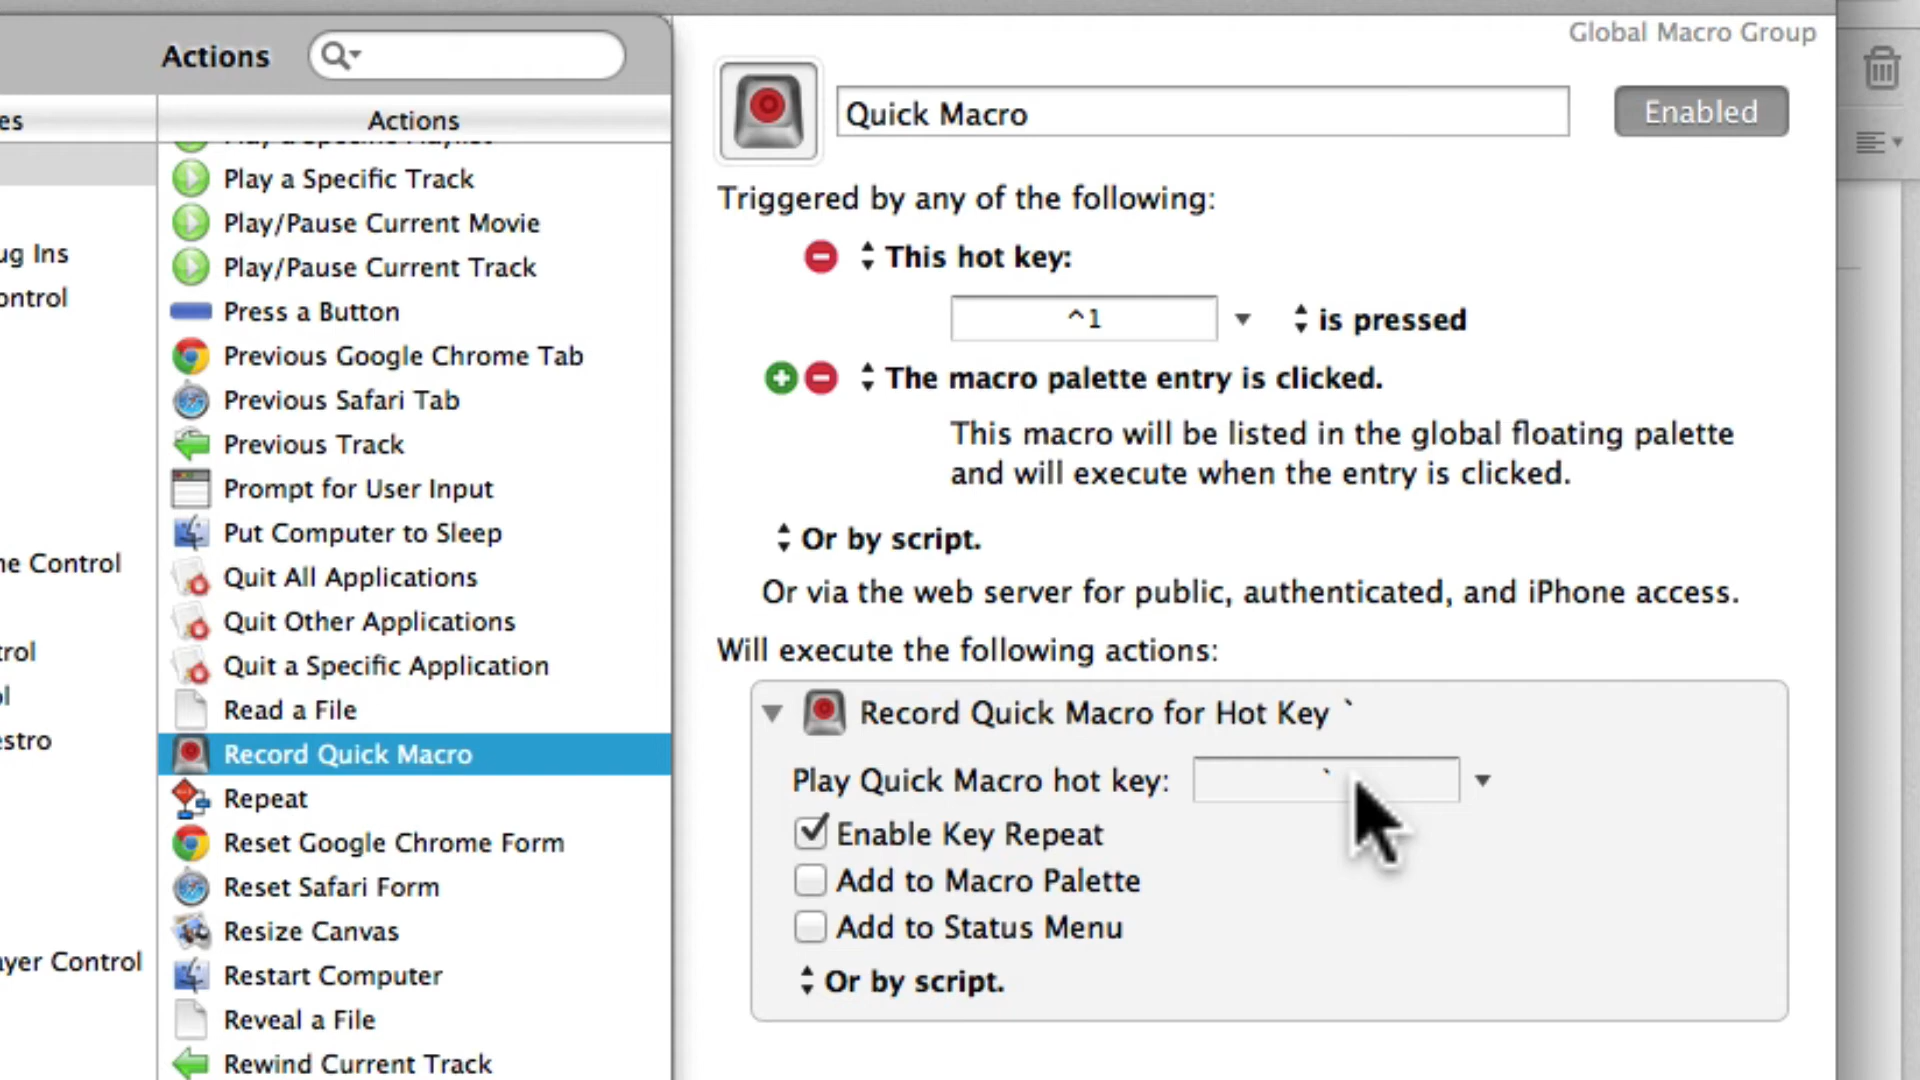 Global Macro Group
Actions
Quick Macro
Enabled
es
Actions
Play a Specific Playlist
Play a Specific Track
Play/Pause Current Movie
ug Ins
Play/Pause Current Track
ontrol
Press a Button
Previous Google Chrome Tab
Previous Safari Tab
Previous Track
Prompt for User Input
Put Computer to Sleep
ne Control
Quit All Applications
Quit Other Applications
rol
Quit a Specific Application
ol
Read a File
estro
Record Quick Macro
Repeat
Reset Google Chrome Form
Reset Safari Form
Resize Canvas
ayer Control
Restart Computer
Reveal a File
Rewind Current Track
Triggered by any of the following:
This hot key:
^1 is pressed
The macro palette entry is clicked.
This macro will be listed in the global floating palette
and will execute when the entry is clicked.
Or by script.
Or via the web server for public, authenticated, and iPhone access.
Will execute the following actions:
Record Quick Macro for Hot Key `
Play Quick Macro hot key: `
Enable Key Repeat
Add to Macro Palette
Add to Status Menu
Or by script.